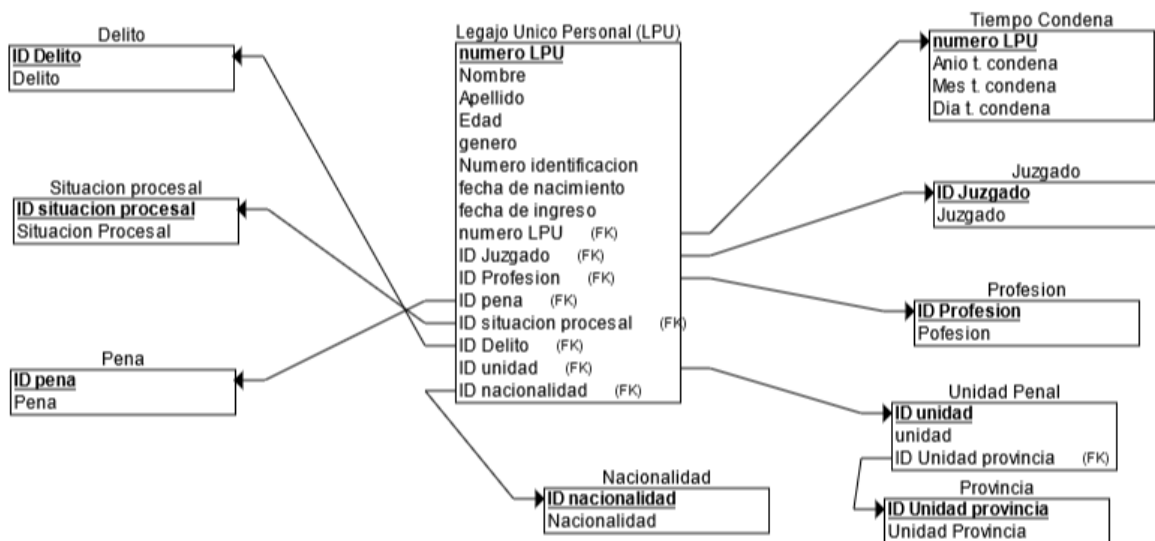 Delito
ID Delito
Delito
Situacion procesal
ID situacion procesal
Situacion Procesal
Pena
ID pena
Pena
Legajo Unico Personal (LPU)
numero LPU
Nombre
Apellido
Edad
genero
Numero identificacion
fecha de nacimiento
fecha de ingreso
numero LPU (FK)
ID Juzgado (FK)
ID Profesion (FK)
ID pena (FK)
ID situacion procesal (FK)
ID Delito (FK)
ID unidad (FK)
ID nacionalidad (FK)
Nacionalidad
ID nacionalidad
Nacionalidad
Tiempo Condena
numero LPU
Anio t. condena
Mes t. condena
Dia t. condena
Juzgado
ID Juzgado
Juzgado
Profesion
ID Profesion
Pofesion
Unidad Penal
ID unidad
unidad
ID Unidad provincia (FK)
Provincia
ID Unidad provincia
Unidad Provincia